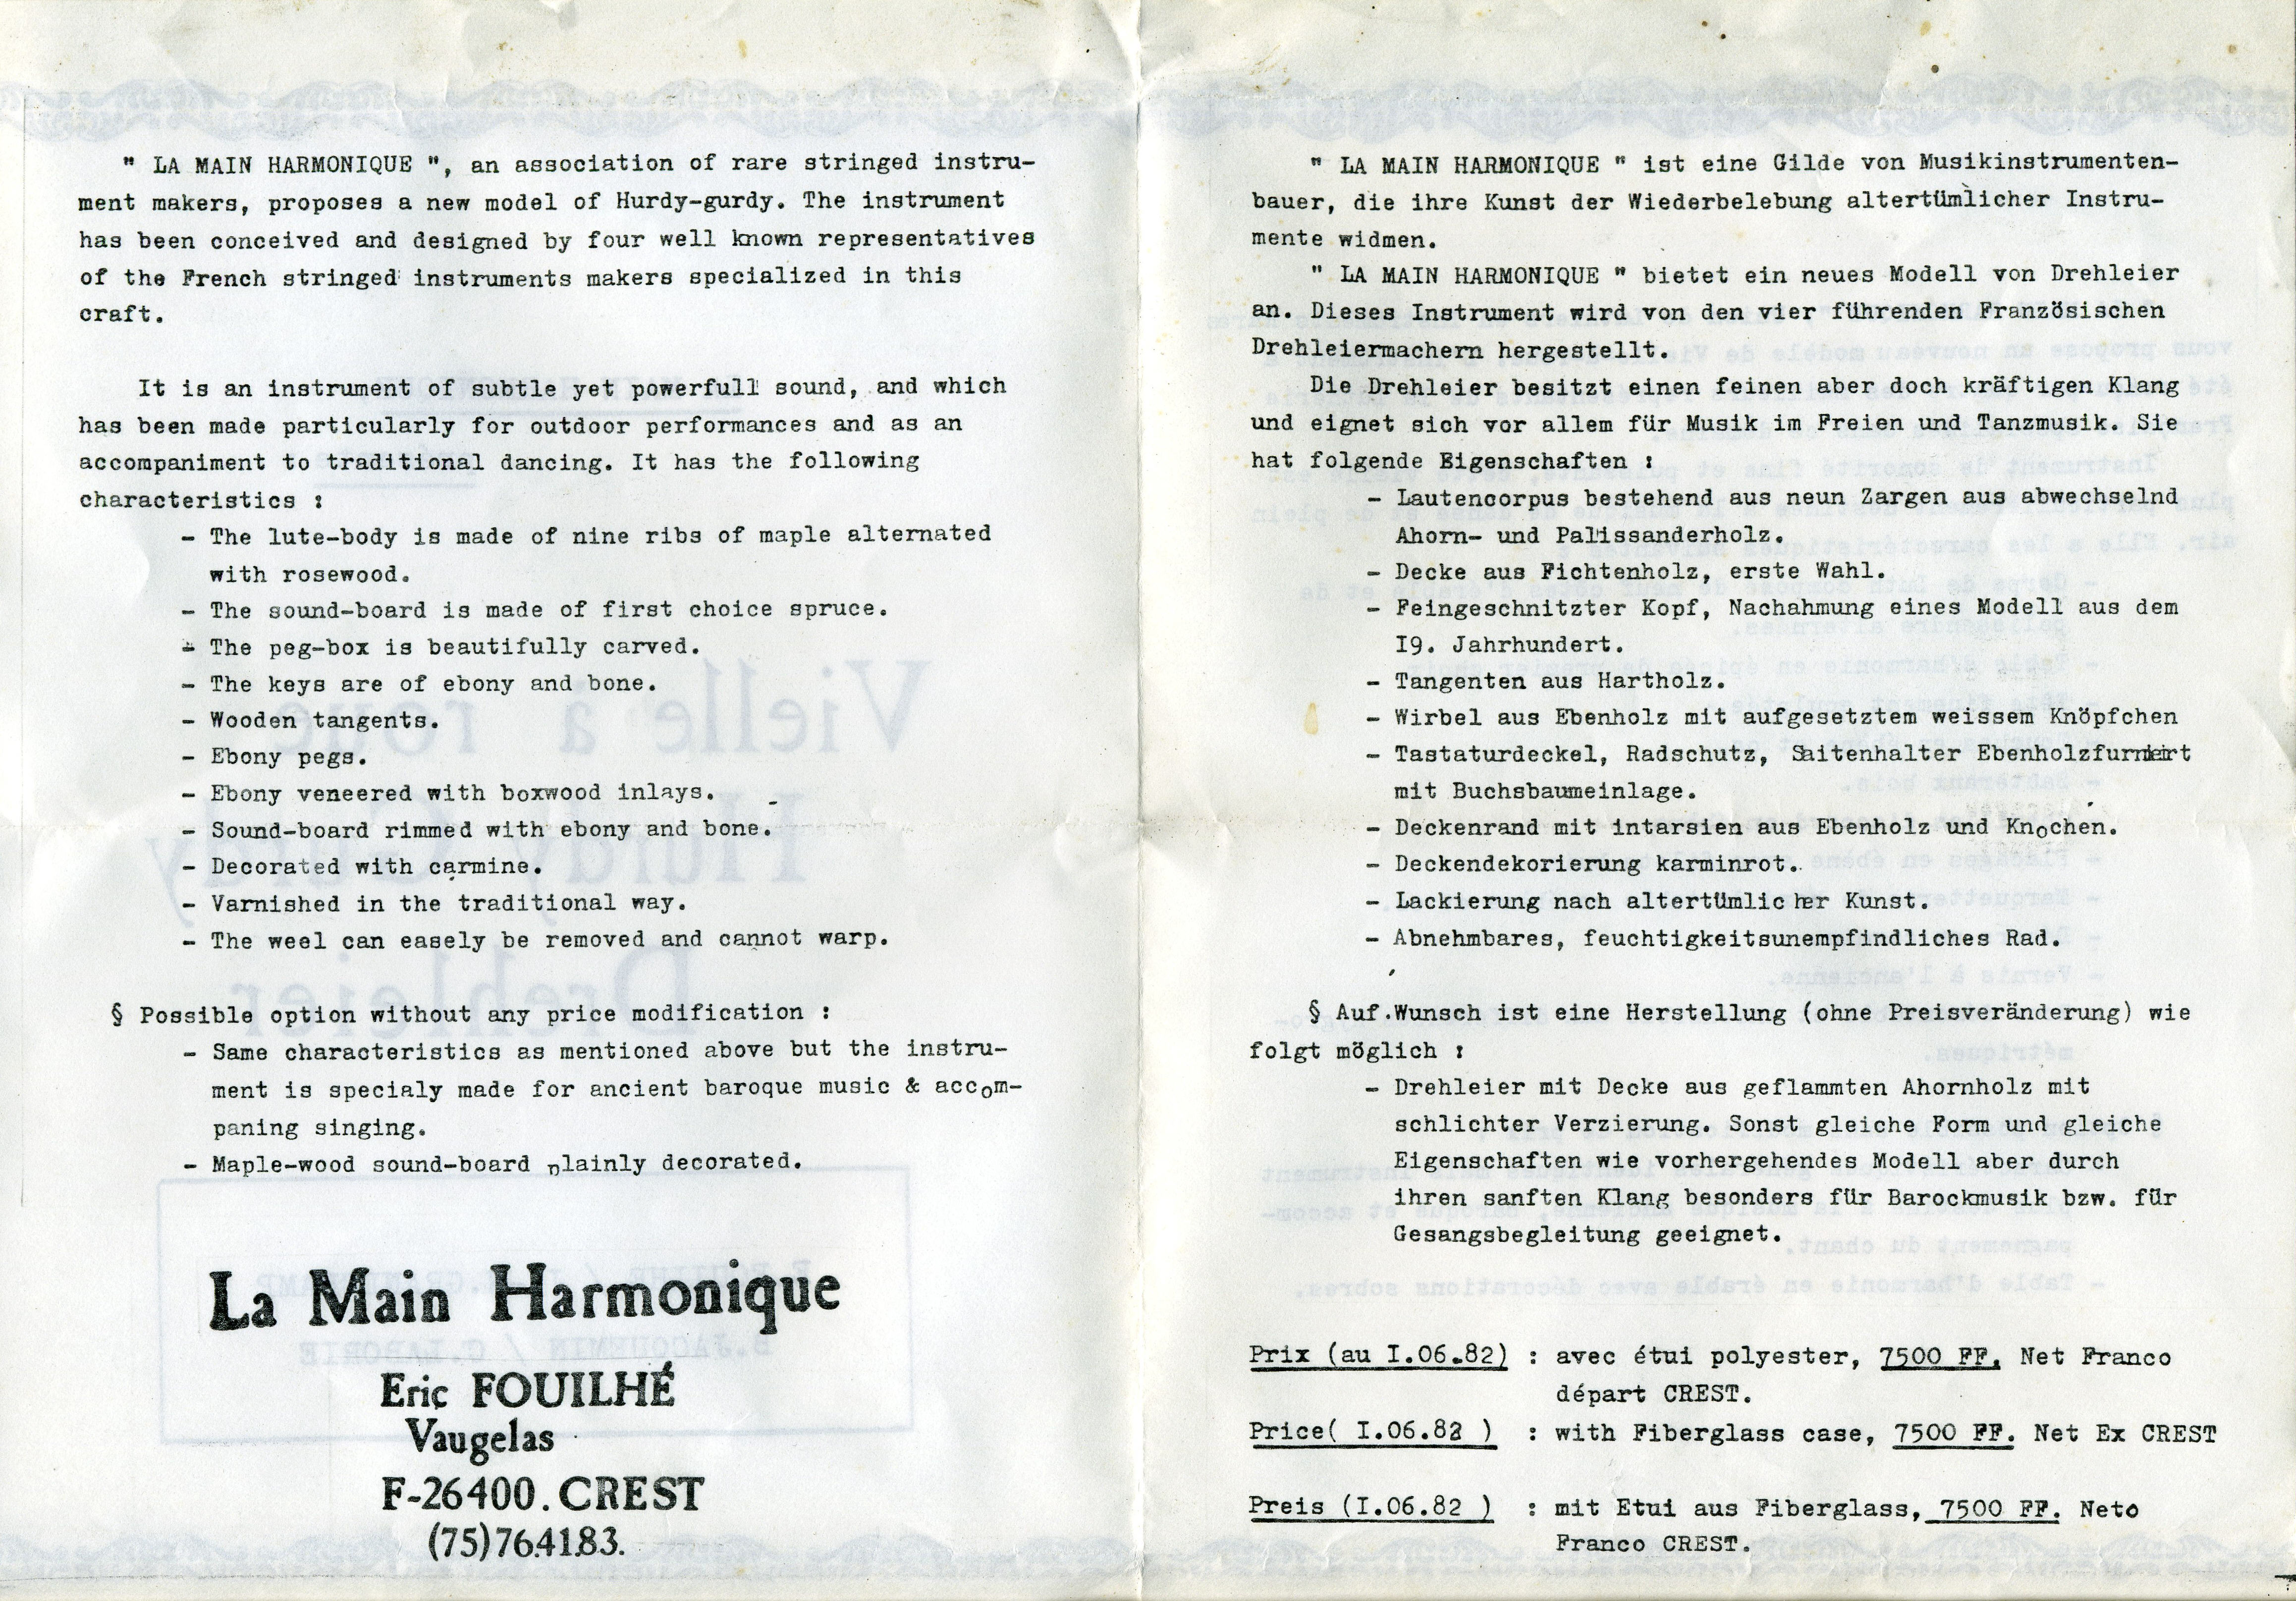 " LA MAIN HARMONIQUE ", an association of rare stringed instru-
ment makers, proposes a new model of Hurdy-gurdy. The instrument
has been conceived and designed by four well known representatives
of the French stringed instruments makers specialized in this
craft.
It is an instrument of subtle yet powerfull sound, and which
has been made particularly for outdoor performances and as an
accompaniment to traditional dancing. It has the following
characteristics :
- The lute-body is made of nine ribs of maple alternated
with rosewood.
- The sound-board is made of first choice spruce.
- The peg-box is beautifully carved.
- The keys are of ebony and bone.
- Wooden tangents.
- Ebony pegs.
- Ebony veneered with boxwood inlays.
- Sound-board rimmed with ebony and bone.
- Decorated with carmine.
- Varnished in the traditional way.
- The weel can easely be removed and cannot warp.
§ Possible option without any price modification :
- Same characteristics as mentioned above but the instru-
ment is specialy made for ancient baroque music & accom-
paning singing.
- Maple-wood sound-board plainly decorated.
La Main Harmonique
Eric FOUILHÉ
Vaugelas
F-26400. CREST
(75)76.41.83.
" LA MAIN HARMONIQUE " ist eine Gilde von Musikinstrumenten-
bauer, die ihre Kunst der Wiederbelebung altertümlicher Instru-
mente widmen.
" LA MAIN HARMONIQUE " bietet ein neues Modell von Drehleier
an. Dieses Instrument wird von den vier führenden Französischen
Drehleiermachern hergestellt.
Die Drehleier besitzt einen feinen aber doch kräftigen Klang
und eignet sich vor allem für Musik im Freien und Tanzmusik. Sie
hat folgende Eigenschaften :
- Lautencorpus bestehend aus neun Zargen aus abwechselnd
Ahorn- und Palissanderholz.
- Decke aus Fichtenholz, erste Wahl.
- Feingeschnitzter Kopf, Nachahmung eines Modell aus dem
I9. Jahrhundert.
- Tangenten aus Hartholz.
- Wirbel aus Ebenholz mit aufgesetztem weissem Knöpfchen
- Tastaturdeckel, Radschutz, Saitenhalter Ebenholzfurniert
mit Buchsbaumeinlage.
- Deckenrand mit intarsien aus Ebenholz und Knochen.
- Deckendekorierung karminrot.
- Lackierung nach altertümlicher Kunst.
- Abnehmbares, feuchtigkeitsunempfindliches Rad.
§ Auf Wunsch ist eine Herstellung (ohne Preisveränderung) wie
folgt möglich :
- Drehleier mit Decke aus geflammten Ahornholz mit
schlichter Verzierung. Sonst gleiche Form und gleiche
Eigenschaften wie vorhergehendes Modell aber durch
ihren sanften Klang besonders für Barockmusik bzw. für
Gesangsbegleitung geeignet.
Prix (au I.06.82) : avec étui polyester, 7500 FF. Net Franco
départ CREST.
Price( I.06.82 ) : with Fiberglass case, 7500 FF. Net Ex CREST
Preis (I.06.82 ) : mit Etui aus Fiberglass, 7500 FF. Neto
Franco CREST.